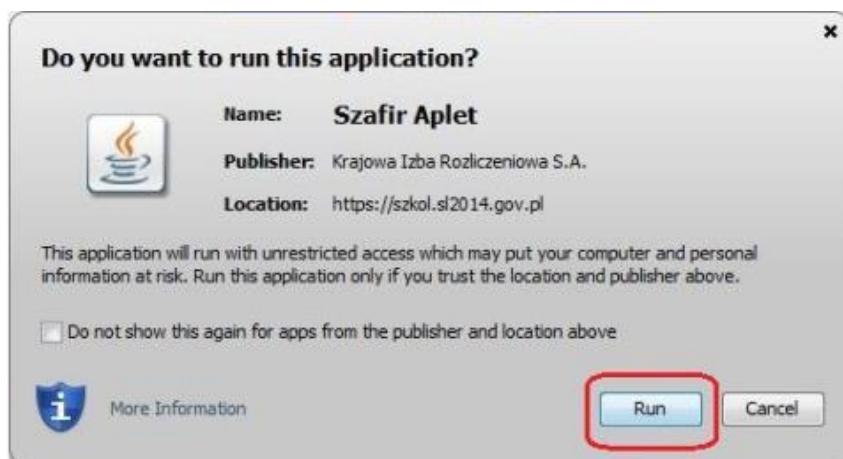 Do you want to run this application?
Name: Szafir Aplet
Publisher: Krajowa Izba Rozliczeniowa S.A.
Location: https://szkol.sl2014.gov.pl
This application will run with unrestricted access which may put your computer and personal
information at risk. Run this application only if you trust the location and publisher above.
Do not show this again for apps from the publisher and location above
More Information
Run
Cancel